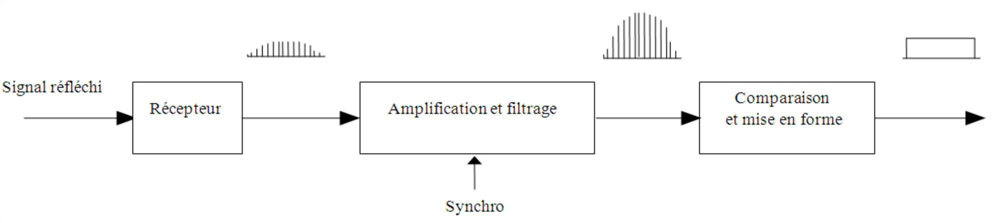 Signal réfléchi
Récepteur
Amplification et filtrage
Comparaison
et mise en forme
Synchro